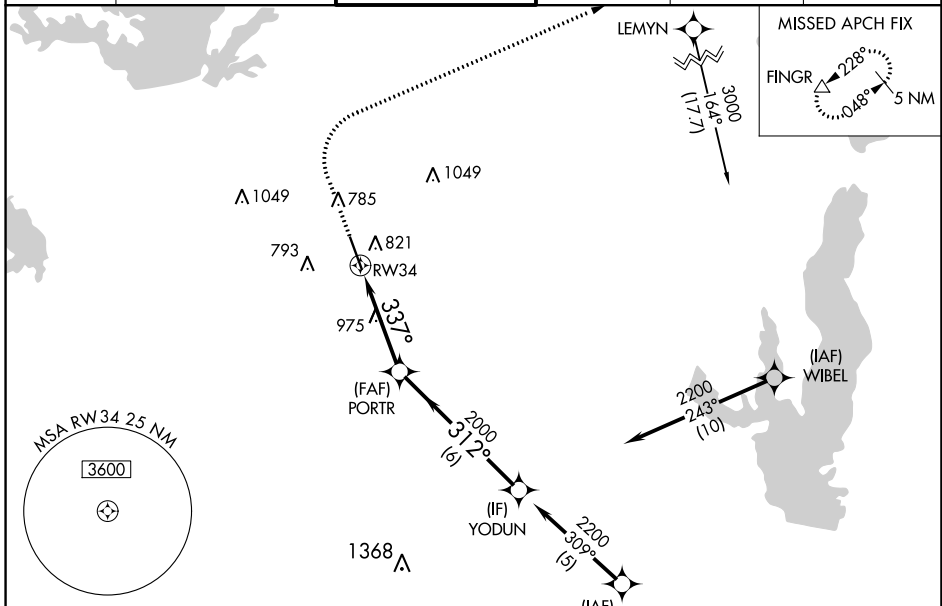 LEMYN
3000
164°
(17.7)
MISSED APCH FIX
FINGR
228°
048°
5 NM
1049
785
1049
793
821
RW34
975
337°
(FAF)
PORTR
2000
312°
(6)
(IAF)
WIBEL
2200
243°
(10)
MSA RW34 25 NM
3600
(IF)
YODUN
2200
309°
(5)
1368
(IAF)